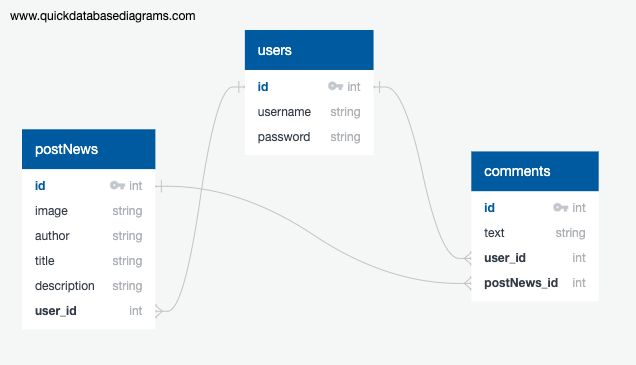 www.quickdatabasediagrams.com
users
id int
username string
password string
postNews
id int
image string
author string
title string
description string
user_id int
comments
id int
text string
user_id int
postNews_id int